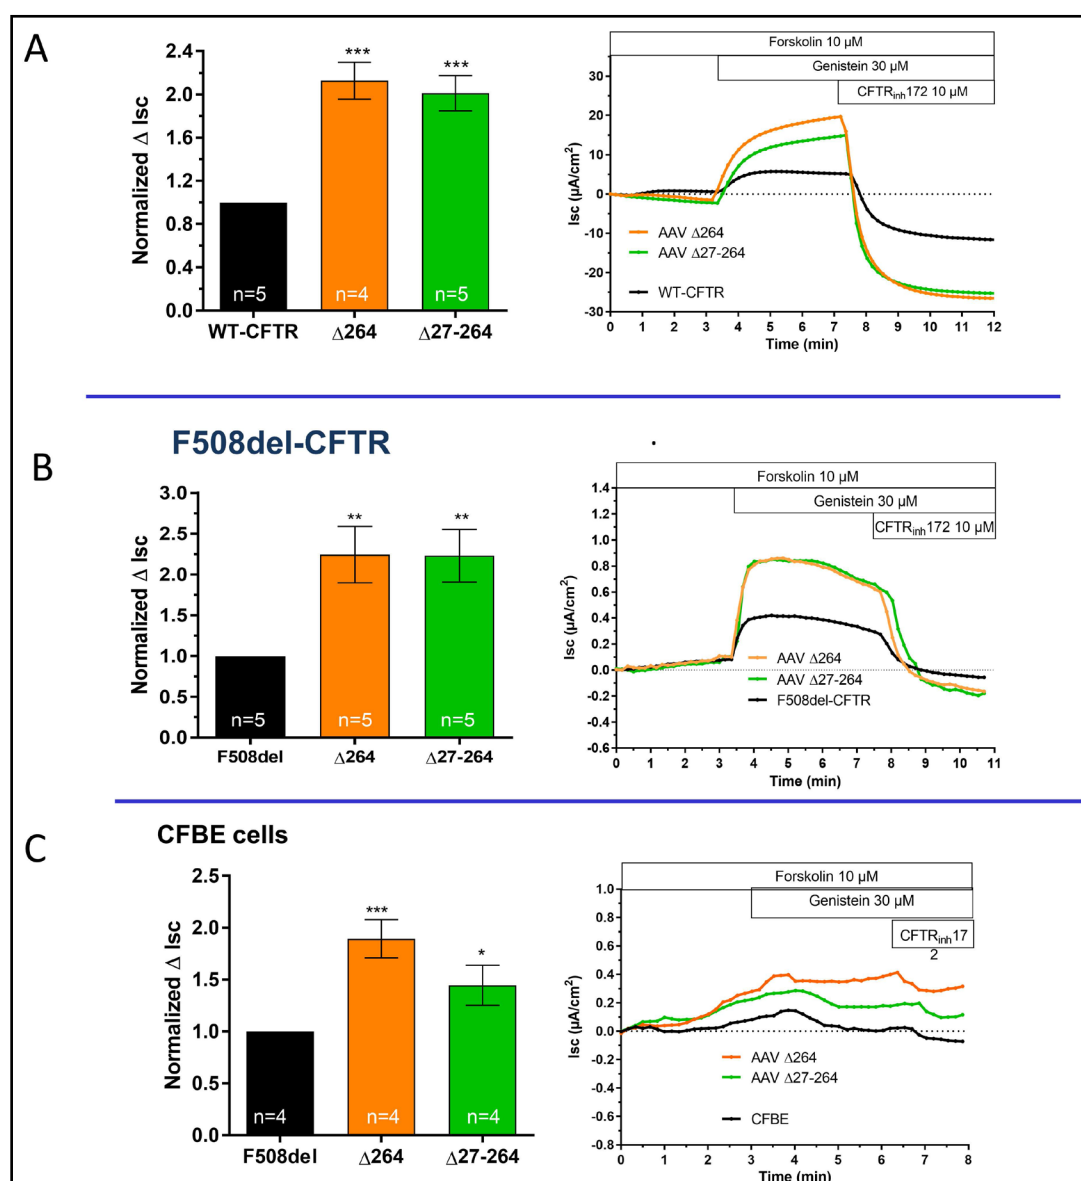 A
Normalized Δ Isc
2.4
2.0
1.6
1.2
0.8
0.4
0.0
***
***
n=5
n=4
n=5
WT-CFTR
Δ264
Δ27-264
Forskolin 10 µM
Genistein 30 µM
CFTRinh172 10 µM
Isc (µA/cm2)
30
20
10
0
-10
-20
-30
AAV Δ264
AAV Δ27-264
WT-CFTR
0 1 2 3 4 5 6 7 8 9 10 11 12
Time (min)
F508del-CFTR
B
Normalized Δ Isc
3.0
2.5
2.0
1.5
1.0
0.5
0.0
**
**
n=5
n=5
n=5
F508del
Δ264
Δ27-264
Forskolin 10 µM
Genistein 30 µM
CFTRinh172 10 µM
Isc (µA/cm2)
1.4
1.2
1.0
0.8
0.6
0.4
0.2
0.0
-0.2
-0.4
-0.6
AAV Δ264
AAV Δ27-264
F508del-CFTR
0 1 2 3 4 5 6 7 8 9 10 11
Time (min)
CFBE cells
C
Normalized Δ Isc
2.5
2.0
1.5
1.0
0.5
0.0
***
*
n=4
n=4
n=4
F508del
Δ264
Δ27-264
Forskolin 10 µM
Genistein 30 µM
CFTRinh17
2
Isc (µA/cm2)
1.0
0.8
0.6
0.4
0.2
0.0
-0.2
-0.4
-0.6
-0.8
AAV Δ264
AAV Δ27-264
CFBE
0 1 2 3 4 5 6 7 8
Time (min)